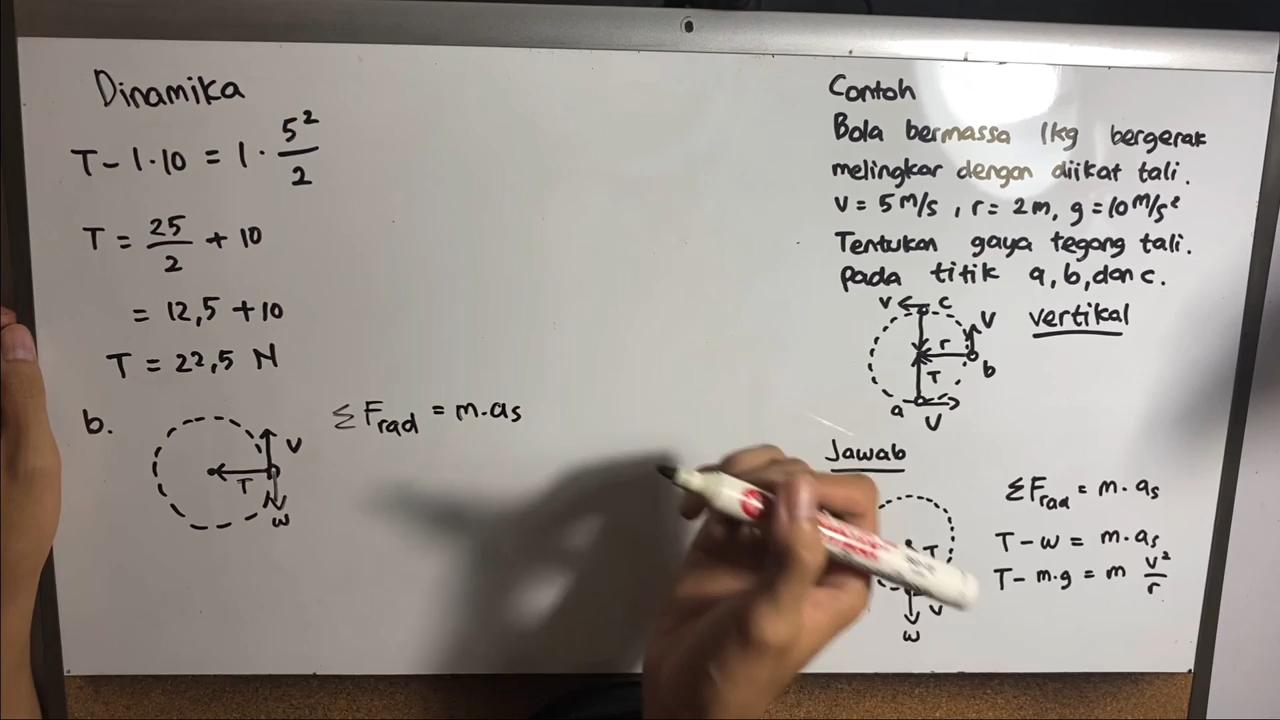 Dinamika
T - 1·10 = 1 · 5²/2
T = 25/2 + 10
= 12,5 + 10
T = 22,5 N
b.
ΣFrad = m.as
v
T
w
Contoh
Bola bermassa 1kg bergerak
melingkar dengan diikat tali.
v = 5 m/s , r = 2m, g = 10 m/s²
Tentukan gaya tegang tali.
pada titik a, b, dan c.
vertikal
v c
v
r
b
T
a
v
Jawab
ΣFrad = m.as
T - w = m.as
T - m.g = m v²/r
T
v
w